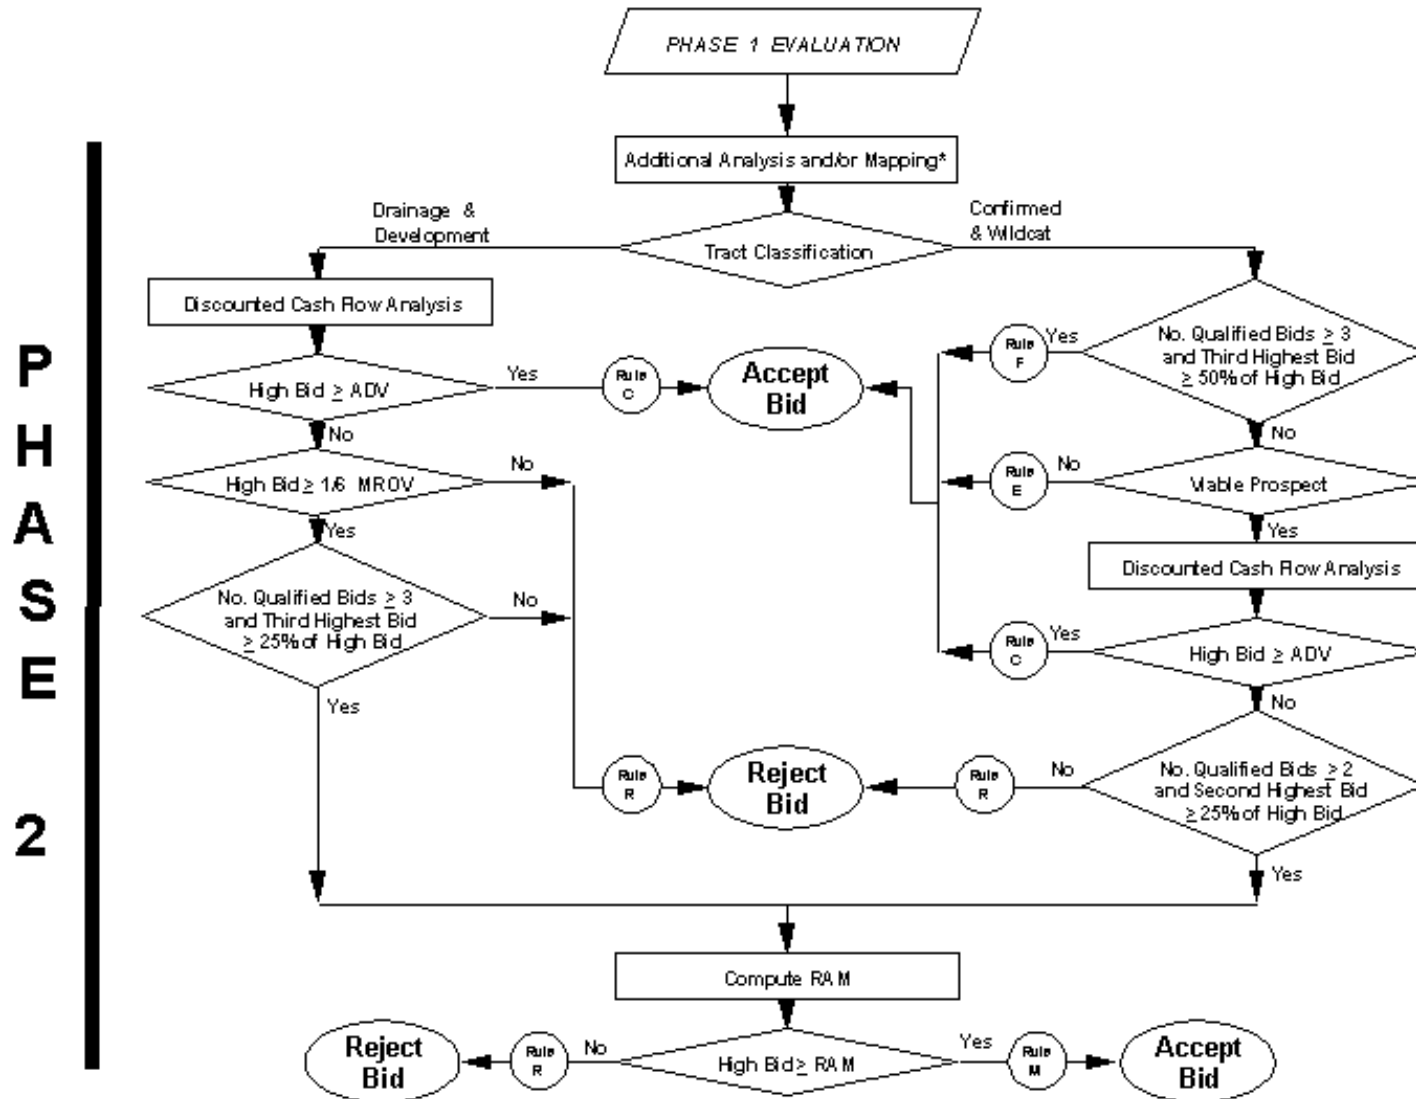 PHASE 1 EVALUATION
Additional Analysis and/or Mapping*
Drainage &
Development
Confirmed
& Wildcat
Tract Classification
Discounted Cash Flow Analysis
No. Qualified Bids ≥ 3
and Third Highest Bid
≥ 50% of High Bid
Yes
Rule
F
High Bid ≥ ADV
Yes
Rule
C
Accept
Bid
No
No
High Bid ≥ 1/6 MROV
No
Rule
E
No
Viable Prospect
Yes
Yes
Discounted Cash Flow Analysis
No. Qualified Bids ≥ 3
and Third Highest Bid
≥ 25% of High Bid
No
Rule
C
Yes
High Bid ≥ ADV
Yes
No
Rule
R
Reject
Bid
Rule
R
No
No. Qualified Bids ≥ 2
and Second Highest Bid
≥ 25% of High Bid
Yes
Compute RAM
Reject
Bid
Rule
R
No
High Bid ≥ RAM
Yes
Rule
M
Accept
Bid
P
H
A
S
E
2